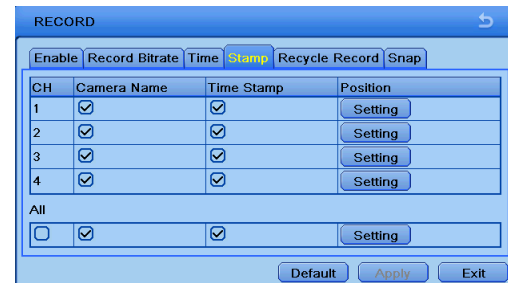 RECORD
Enable Record Bitrate Time Stamp Recycle Record Snap
CH Camera Name Time Stamp Position
1 Setting
2 Setting
3 Setting
4 Setting
All
Setting
Default Apply Exit